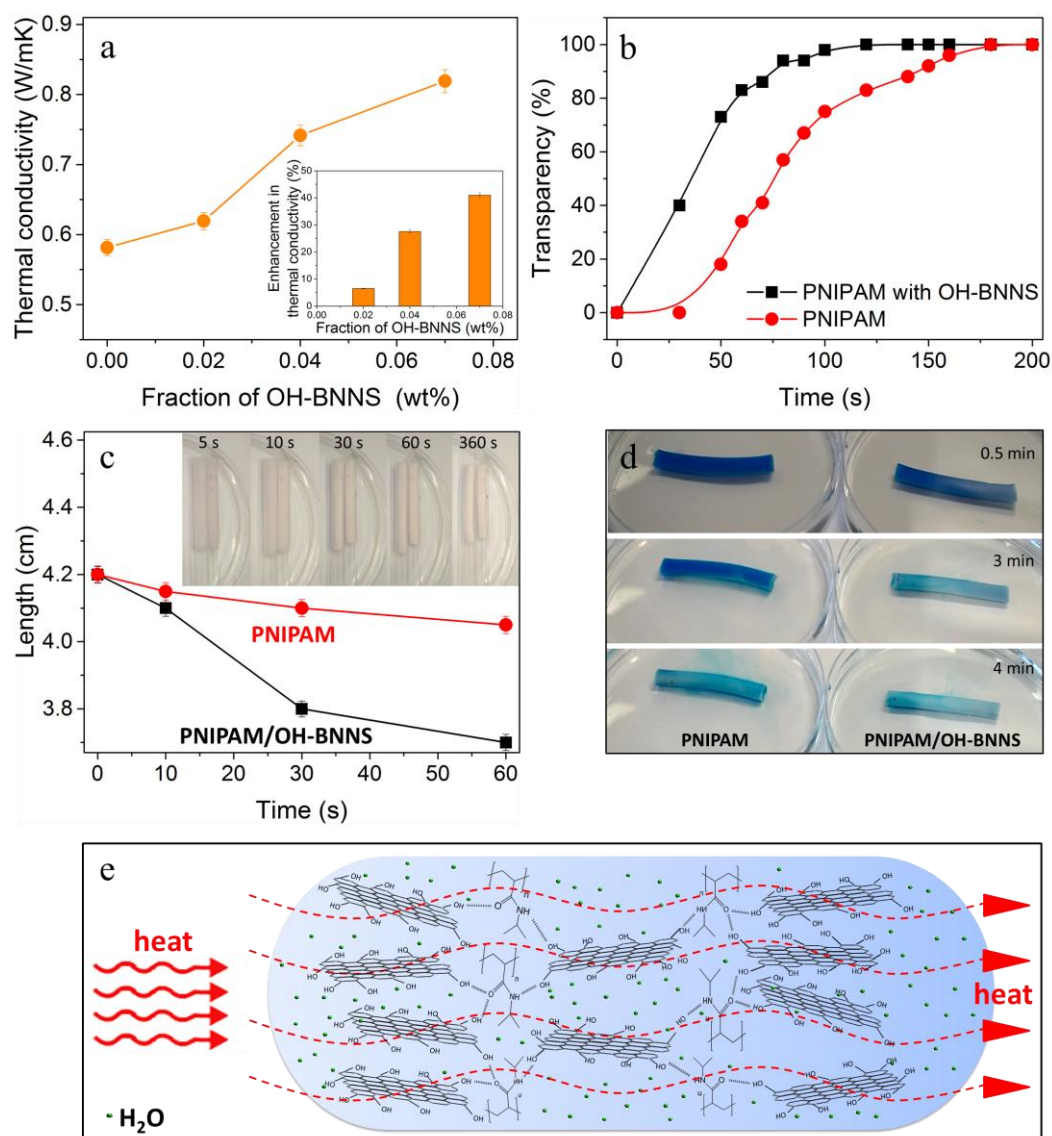 a
Thermal conductivity (W/mK)
0.9
0.8
0.7
0.6
0.5
0.00 0.02 0.04 0.06 0.08
Fraction of OH-BNNS (wt%)
Enhancement in
thermal conductivity (%)
50
40
30
20
10
0
0.00 0.02 0.04 0.06 0.08
Fraction of OH-BNNS (wt%)
b
Transparency (%)
100
80
60
40
20
0
PNIPAM with OH-BNNS
PNIPAM
0 50 100 150 200
Time (s)
c
Length (cm)
4.6
4.4
4.2
4.0
3.8
5 s 10 s 30 s 60 s 360 s
PNIPAM
PNIPAM/OH-BNNS
0 10 20 30 40 50 60
Time (s)
d
0.5 min
3 min
4 min
PNIPAM PNIPAM/OH-BNNS
e
heat
heat
H₂O